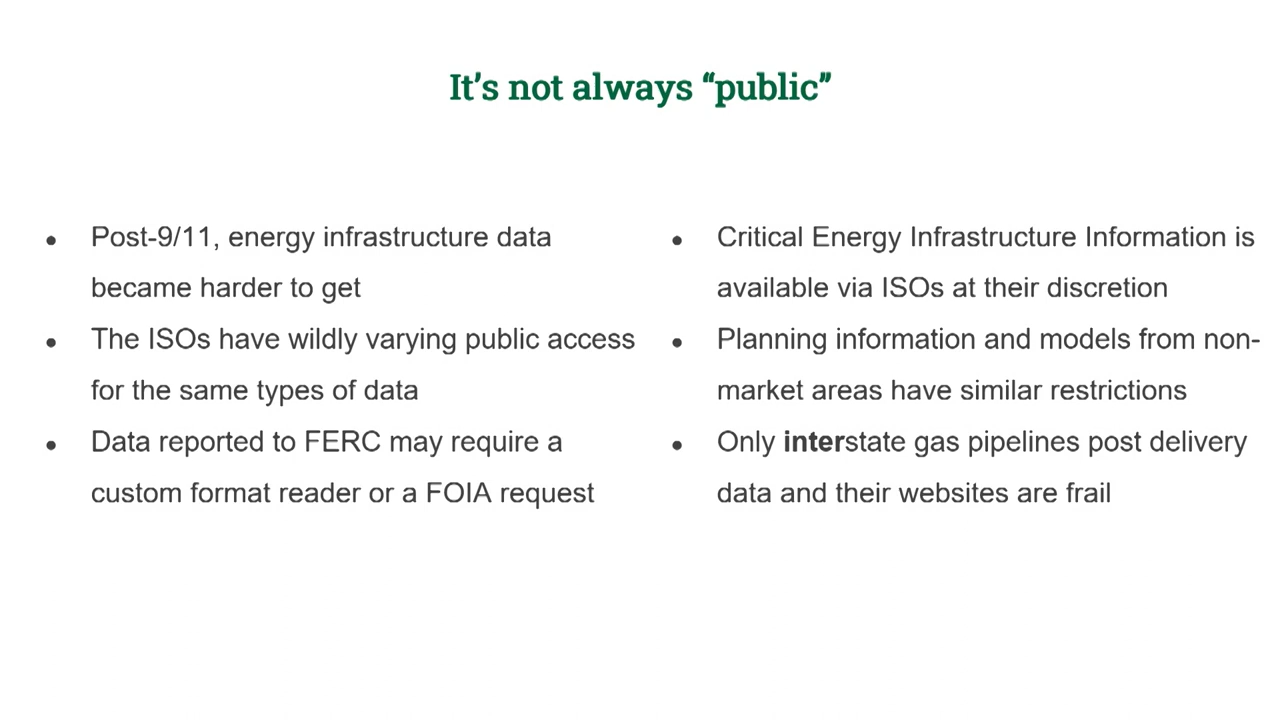 It’s not always “public”
● Post-9/11, energy infrastructure data
became harder to get
● The ISOs have wildly varying public access
for the same types of data
● Data reported to FERC may require a
custom format reader or a FOIA request
● Critical Energy Infrastructure Information is
available via ISOs at their discretion
● Planning information and models from non-
market areas have similar restrictions
● Only interstate gas pipelines post delivery
data and their websites are frail